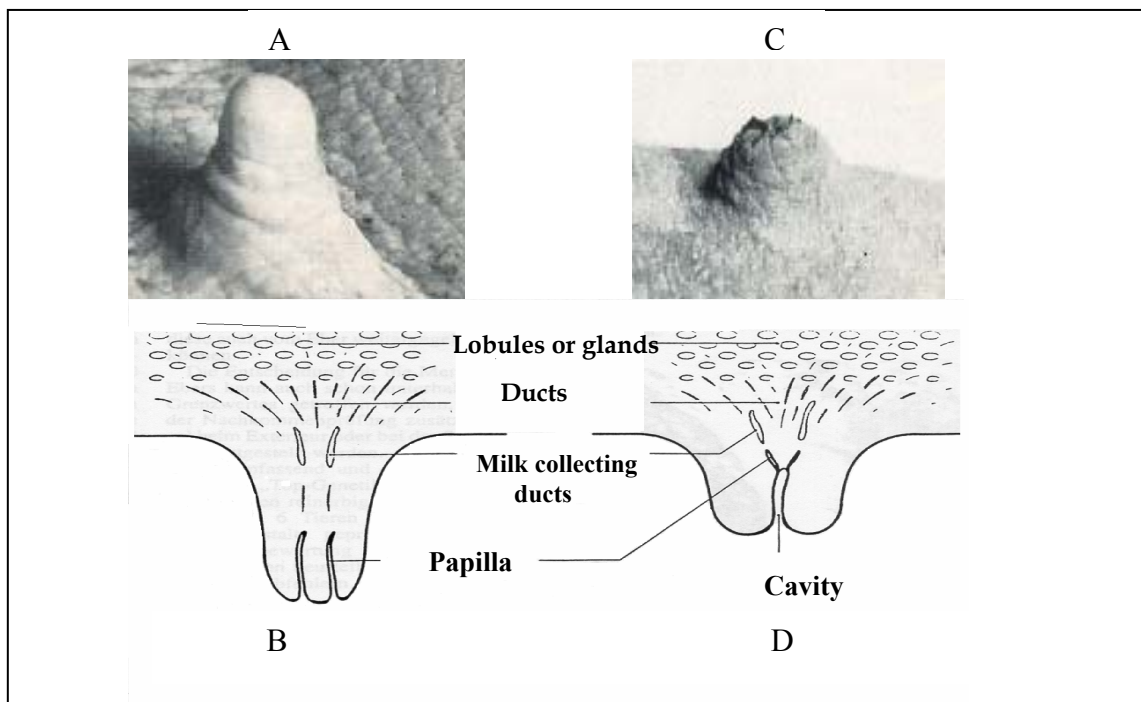 A
C
Lobules or glands
Ducts
Milk collecting
ducts
Papilla
Cavity
B
D